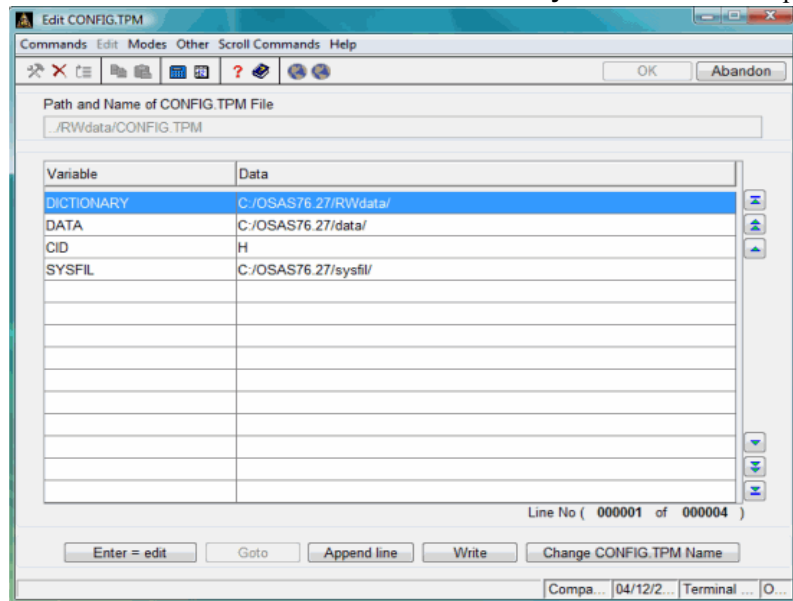 Edit CONFIG.TPM
Commands Edit Modes Other Scroll Commands Help
OK Abandon
Path and Name of CONFIG.TPM File
../RWdata/CONFIG.TPM
Variable Data
DICTIONARY C:/OSAS76.27/RWdata/
DATA C:/OSAS76.27/data/
CID H
SYSFIL C:/OSAS76.27/sysfil/
Line No ( 000001 of 000004 )
Enter = edit Goto Append line Write Change CONFIG.TPM Name
Compa... 04/12/2... Terminal ... O...